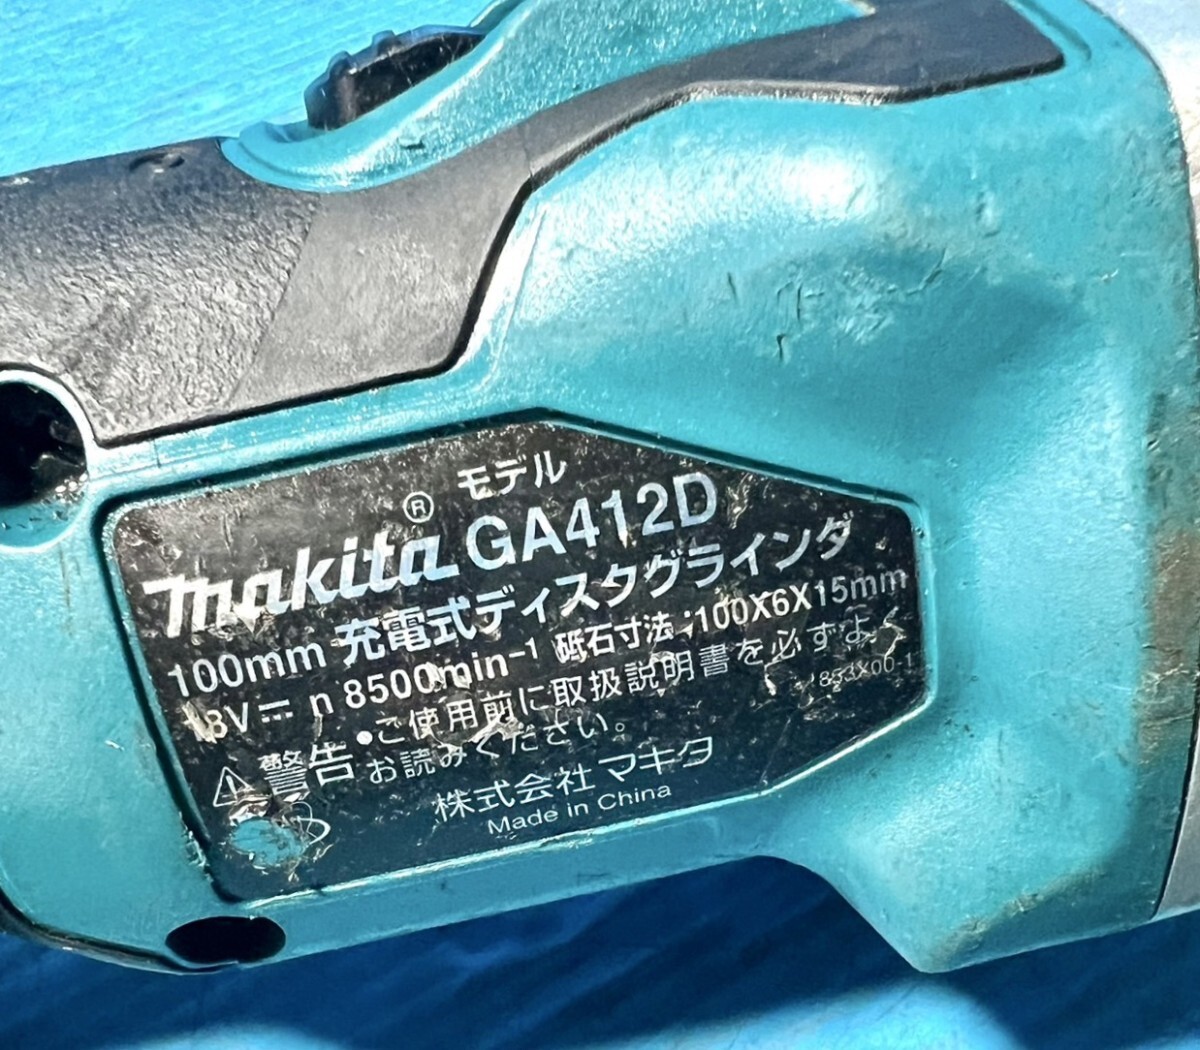 モデル
makita® GA412D
100mm 充電式ディスクグラインダ
18V⎓ n 8500min⁻¹ 砥石寸法:100X6X15mm
⚠警告 ●ご使用前に取扱説明書を必ずよく
お読みください。
株式会社 マキタ
Made in China